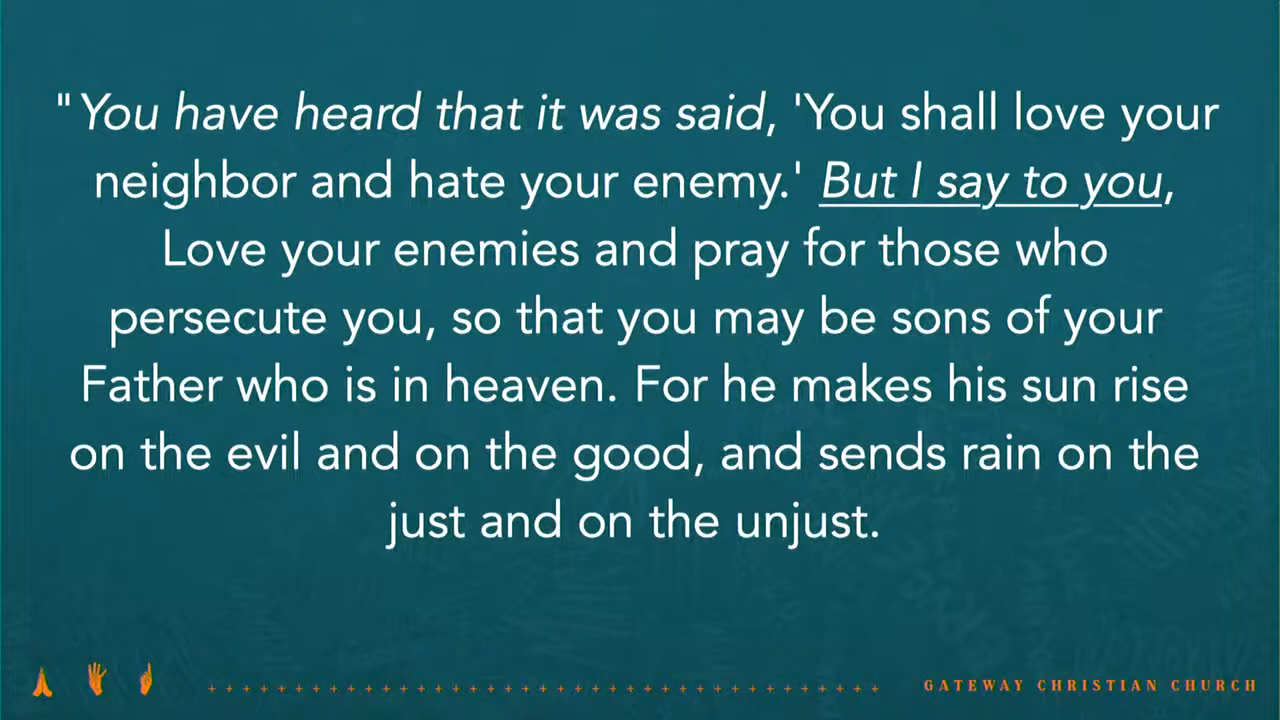 "You have heard that it was said, 'You shall love your
neighbor and hate your enemy.' But I say to you,
Love your enemies and pray for those who
persecute you, so that you may be sons of your
Father who is in heaven. For he makes his sun rise
on the evil and on the good, and sends rain on the
just and on the unjust.
GATEWAY CHRISTIAN CHURCH